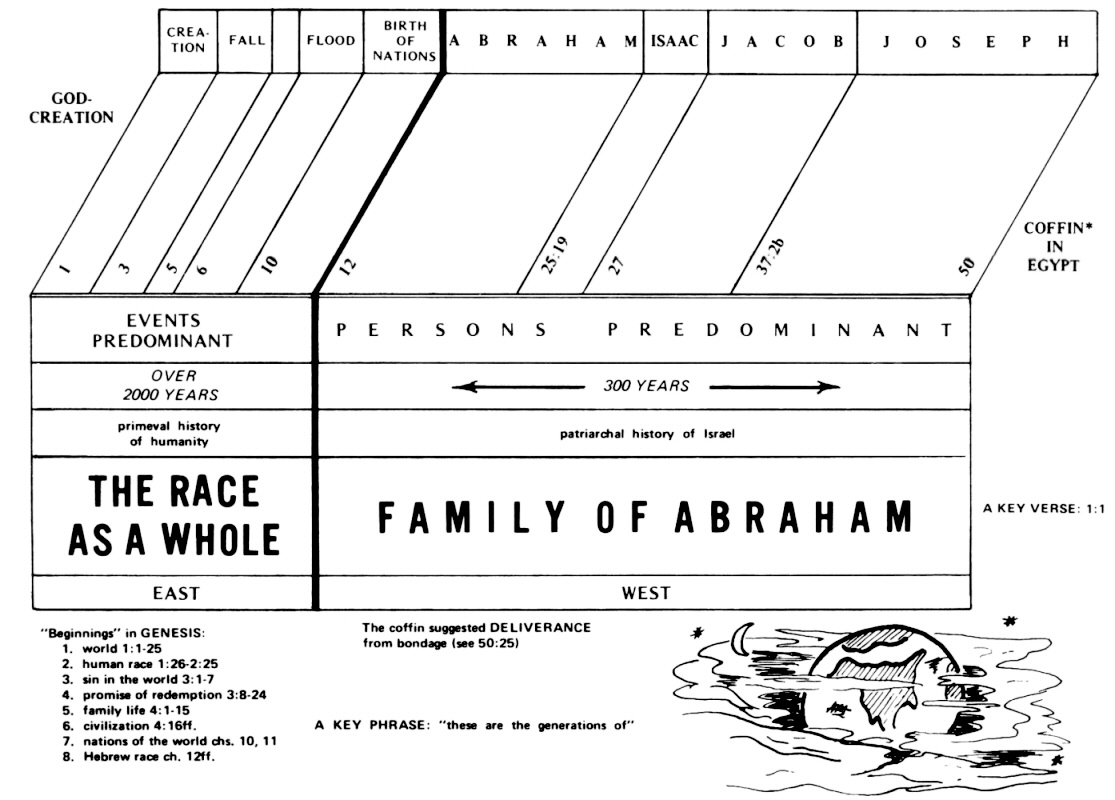 CREA-
TION
FALL
FLOOD
BIRTH
OF
NATIONS
A B R A H A M
ISAAC
J A C O B
J O S E P H
GOD-
CREATION
1
3
5
6
10
12
25:19
27
37:2b
50
COFFIN*
IN
EGYPT
EVENTS
PREDOMINANT
P E R S O N S P R E D O M I N A N T
OVER
2000 YEARS
300 YEARS
primeval history
of humanity
patriarchal history of Israel
THE RACE
AS A WHOLE
FAMILY OF ABRAHAM
A KEY VERSE: 1:1
EAST
WEST
"Beginnings" in GENESIS:
1. world 1:1-25
2. human race 1:26-2:25
3. sin in the world 3:1-7
4. promise of redemption 3:8-24
5. family life 4:1-15
6. civilization 4:16ff.
7. nations of the world chs. 10, 11
8. Hebrew race ch. 12ff.
The coffin suggested DELIVERANCE
from bondage (see 50:25)
A KEY PHRASE: "these are the generations of"